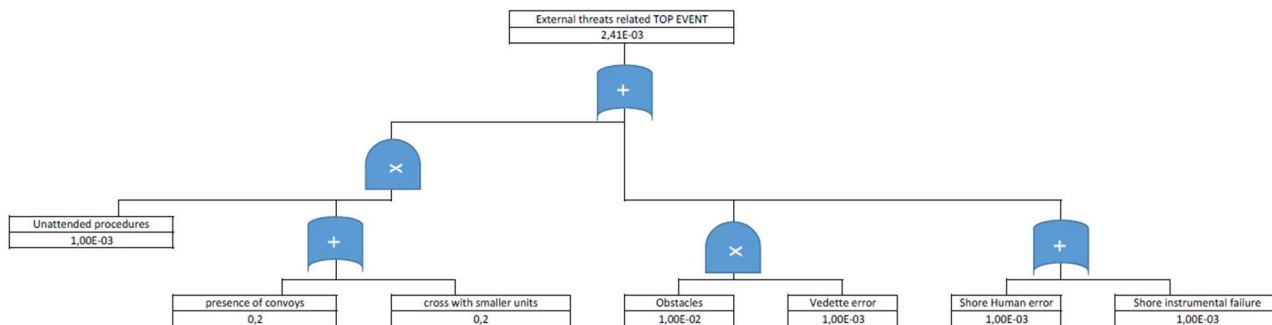 External threats related TOP EVENT
2,41E-03
+
x
Unattended procedures
1,00E-03
+
x
+
presence of convoys
0,2
cross with smaller units
0,2
Obstacles
1,00E-02
Vedette error
1,00E-03
Shore Human error
1,00E-03
Shore instrumental failure
1,00E-03